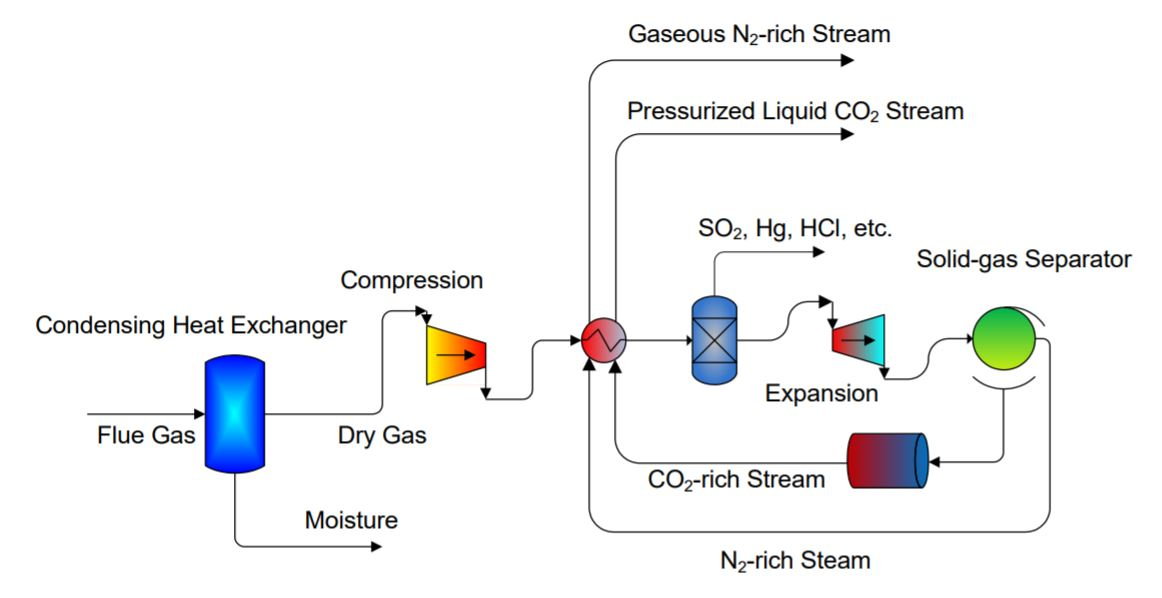 Gaseous N₂-rich Stream
Pressurized Liquid CO₂ Stream
SO₂, Hg, HCl, etc.
Solid-gas Separator
Compression
Condensing Heat Exchanger
Expansion
Flue Gas
Dry Gas
CO₂-rich Stream
Moisture
N₂-rich Steam